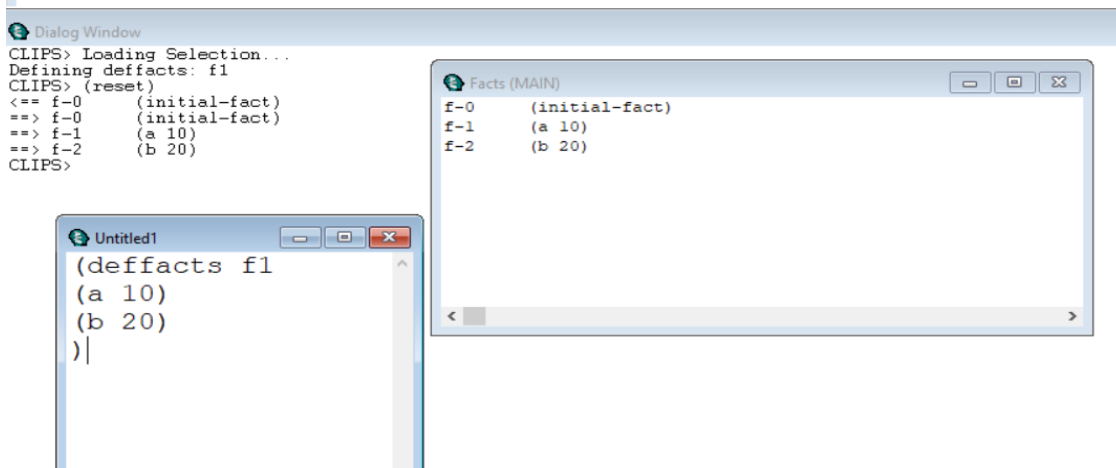 Dialog Window
CLIPS> Loading Selection...
Defining deffacts: f1
CLIPS> (reset)
<== f-0 (initial-fact)
==> f-0 (initial-fact)
==> f-1 (a 10)
==> f-2 (b 20)
CLIPS>
Facts (MAIN)
f-0 (initial-fact)
f-1 (a 10)
f-2 (b 20)
Untitled1
(deffacts f1
(a 10)
(b 20)
)